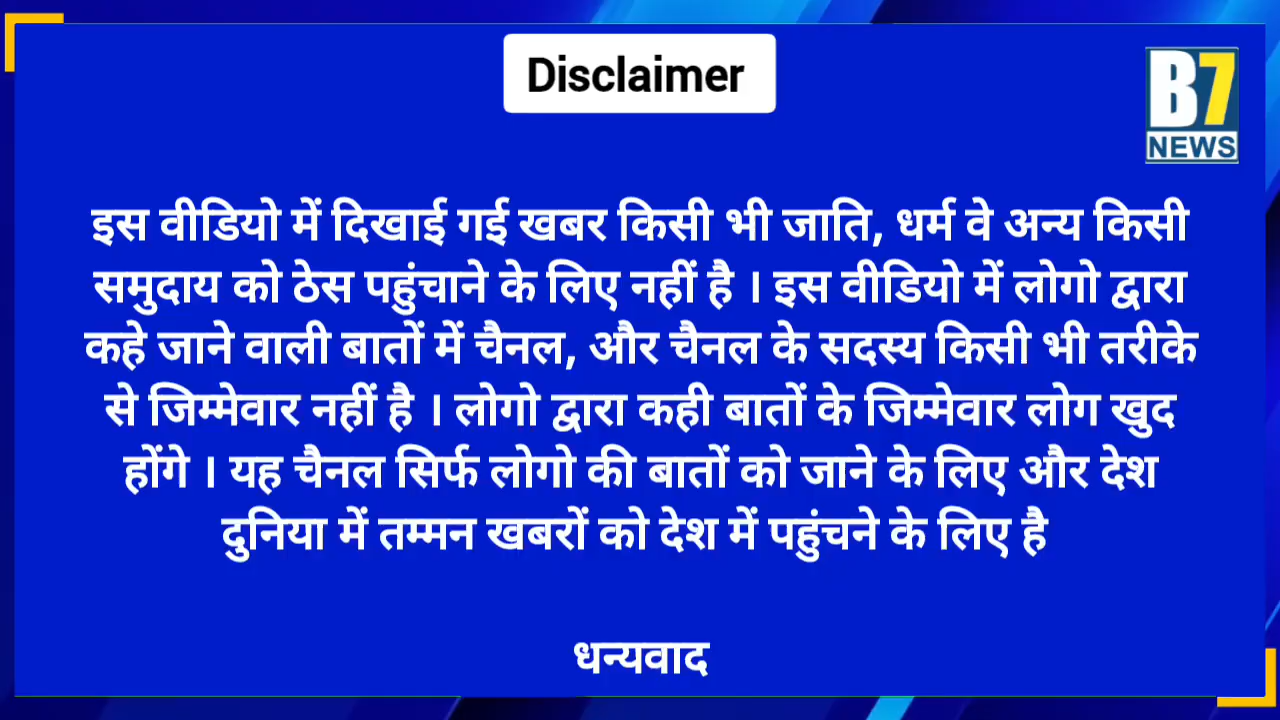 Disclaimer
B7
NEWS
इस वीडियो में दिखाई गई खबर किसी भी जाति, धर्म वे अन्य किसी
समुदाय को ठेस पहुंचाने के लिए नहीं है । इस वीडियो में लोगो द्वारा
कहे जाने वाली बातों में चैनल, और चैनल के सदस्य किसी भी तरीके
से जिम्मेवार नहीं है । लोगो द्वारा कही बातों के जिम्मेवार लोग खुद
होंगे । यह चैनल सिर्फ लोगो की बातों को जाने के लिए और देश
दुनिया में तम्मन खबरों को देश में पहुंचने के लिए है
धन्यवाद